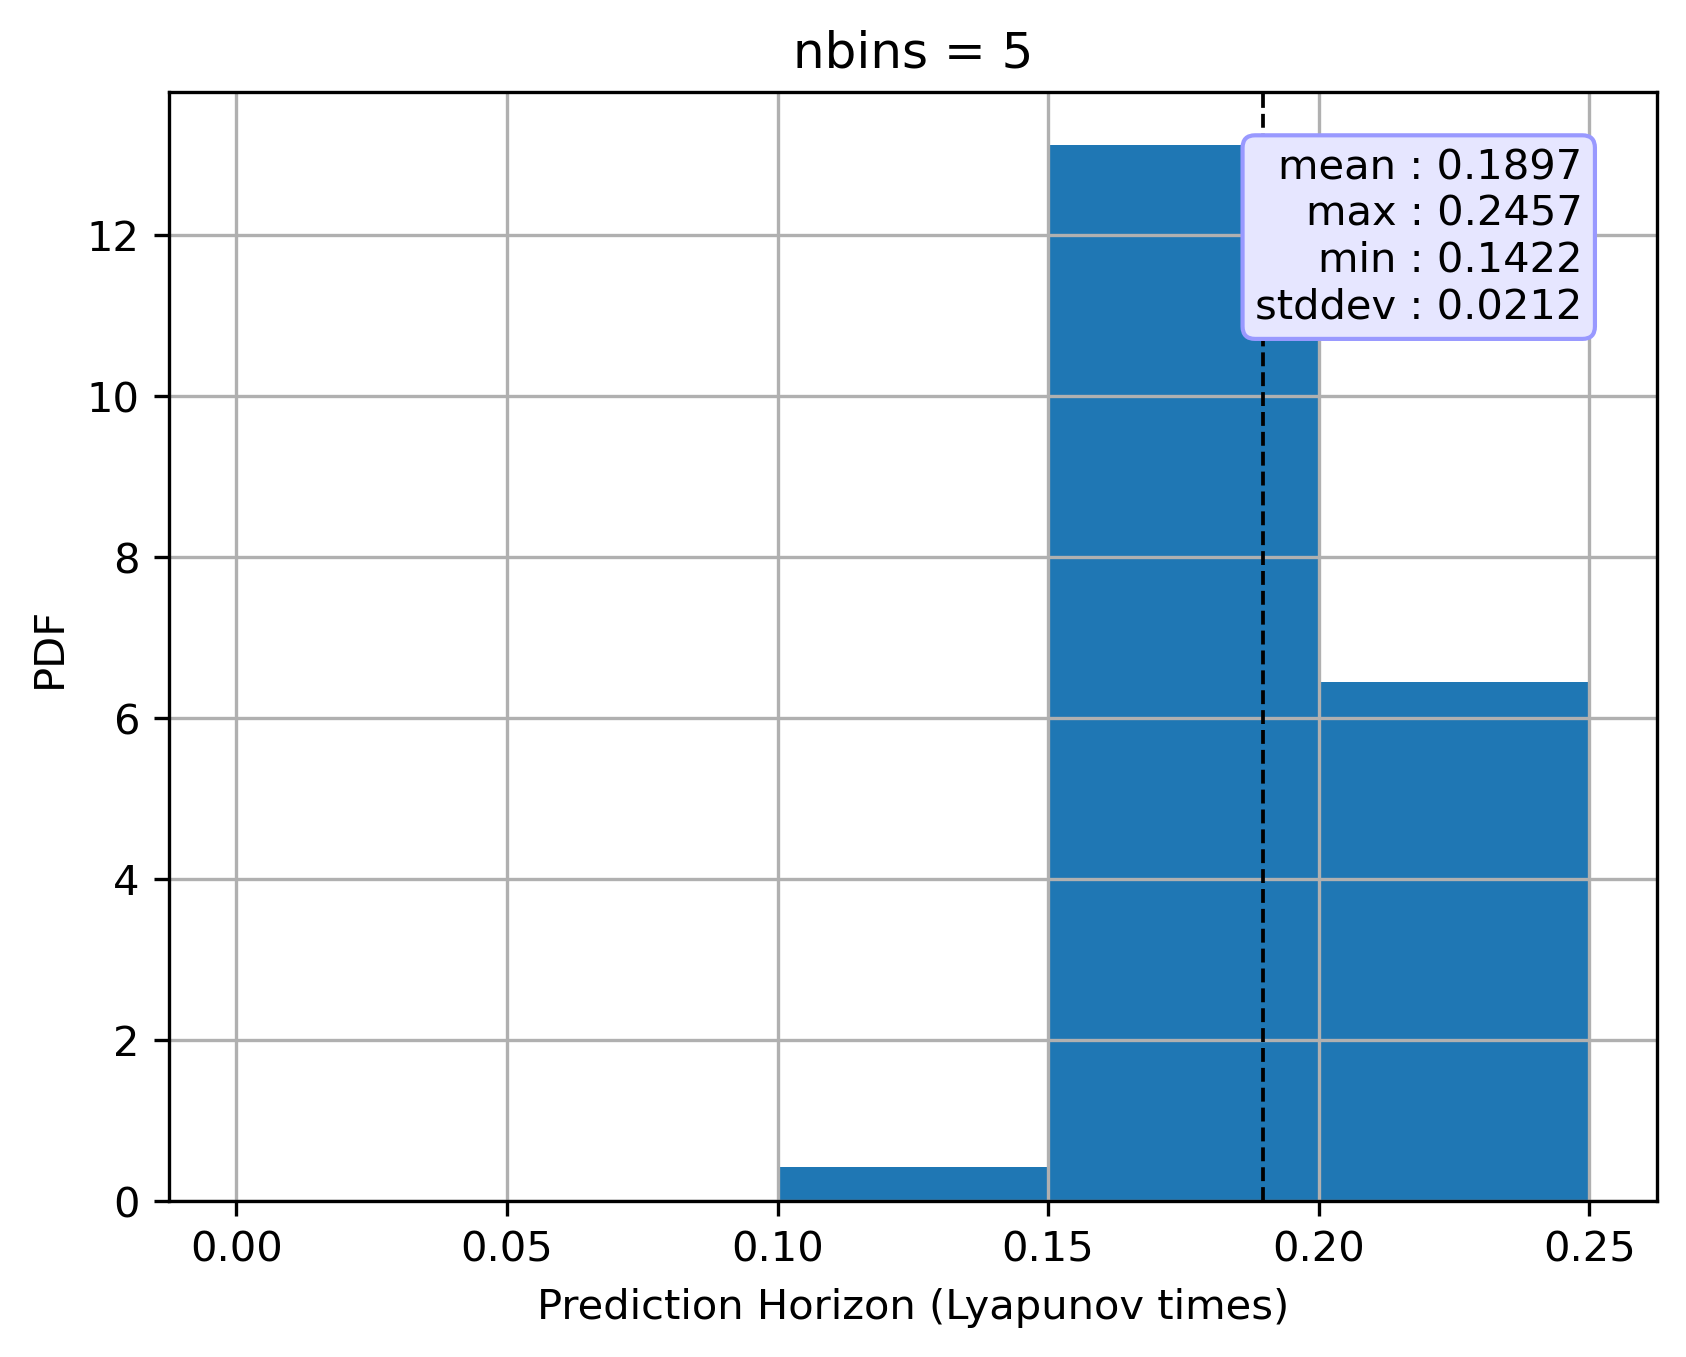 nbins = 5
mean : 0.1897
max : 0.2457
min : 0.1422
stddev : 0.0212
12
10
8
6
4
2
0
PDF
0.00 0.05 0.10 0.15 0.20 0.25
Prediction Horizon (Lyapunov times)